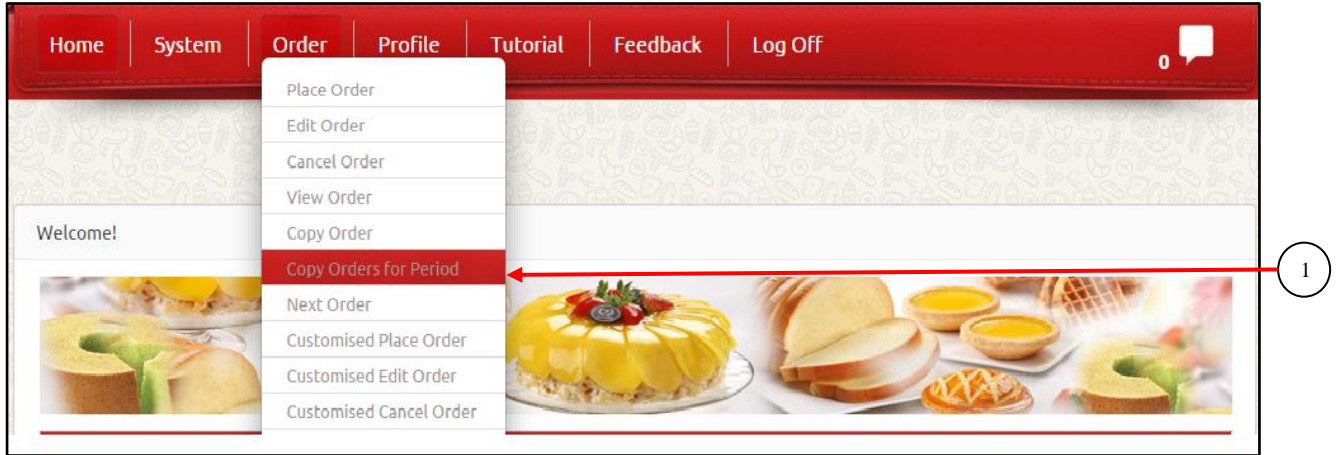 Home System Order Profile Tutorial Feedback Log Off 0
Place Order
Edit Order
Cancel Order
View Order
Welcome!
Copy Order
Copy Orders for Period
1
Next Order
Customised Place Order
Customised Edit Order
Customised Cancel Order